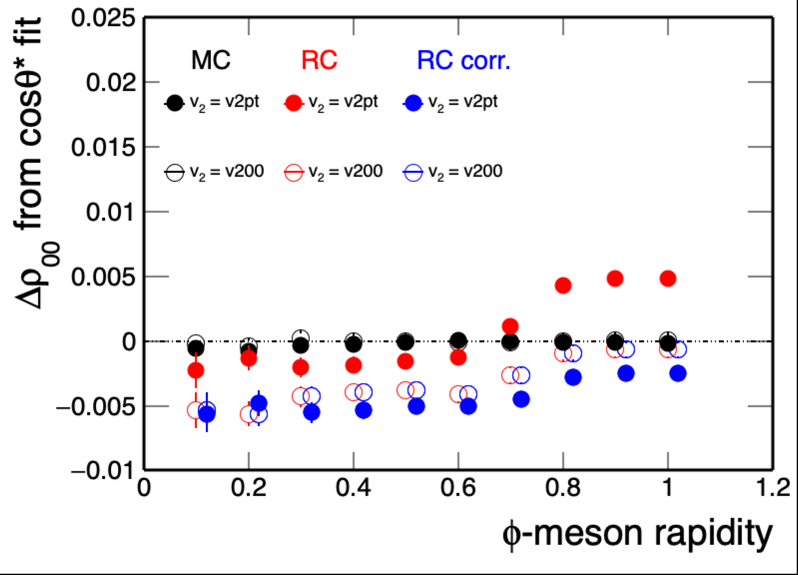 Δρ₀₀ from cosθ* fit
0.025
0.02
0.015
0.01
0.005
0
−0.005
−0.01
MC RC RC corr.
v₂ = v2pt v₂ = v2pt v₂ = v2pt
v₂ = v200 v₂ = v200 v₂ = v200
0 0.2 0.4 0.6 0.8 1 1.2
ϕ-meson rapidity